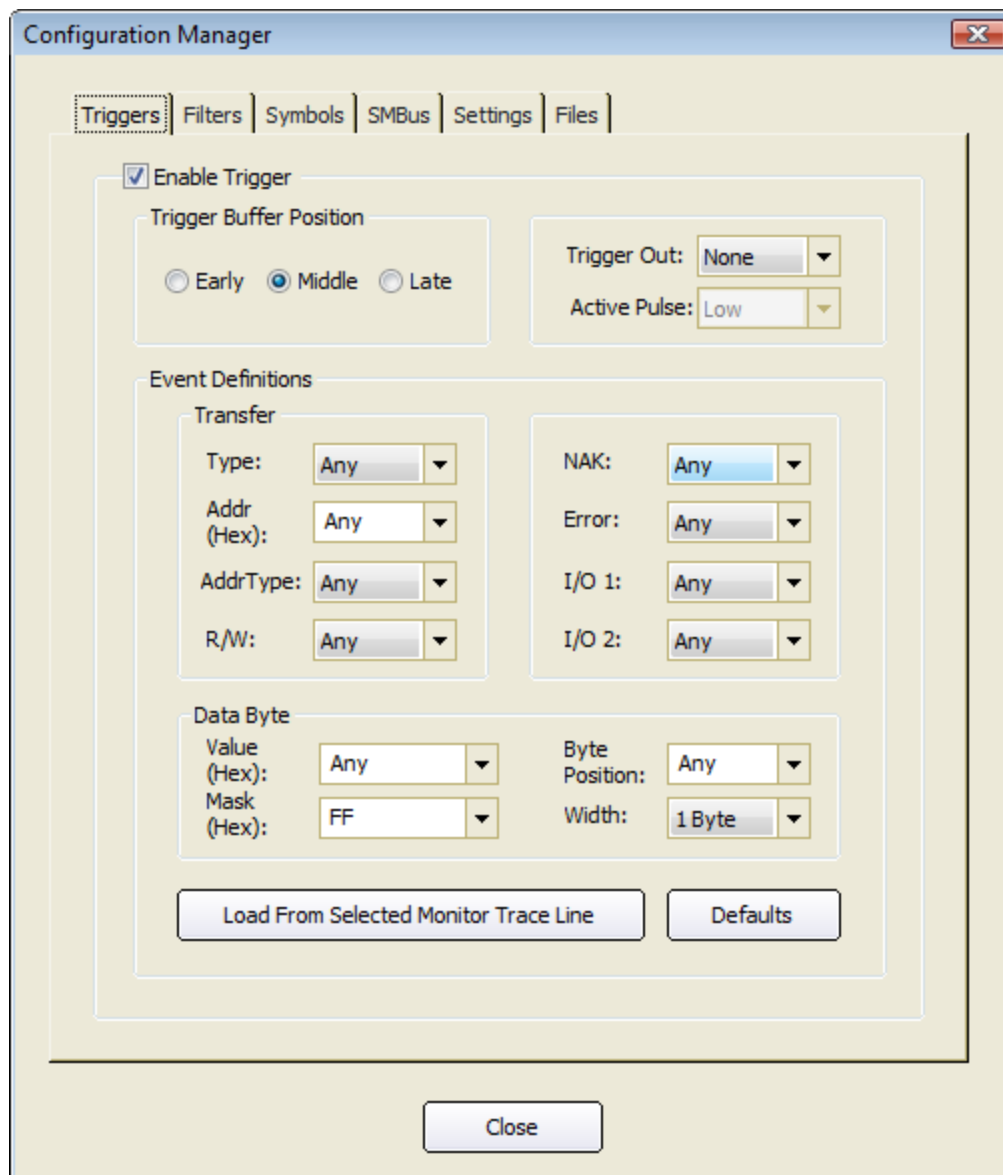 Configuration Manager
Triggers Filters Symbols SMBus Settings Files
Enable Trigger
Trigger Buffer Position
Early Middle Late
Trigger Out: None
Active Pulse: Low
Event Definitions
Transfer
Type: Any
Addr
(Hex): Any
AddrType: Any
R/W: Any
NAK: Any
Error: Any
I/O 1: Any
I/O 2: Any
Data Byte
Value
(Hex): Any
Mask
(Hex): FF
Byte
Position: Any
Width: 1 Byte
Load From Selected Monitor Trace Line
Defaults
Close